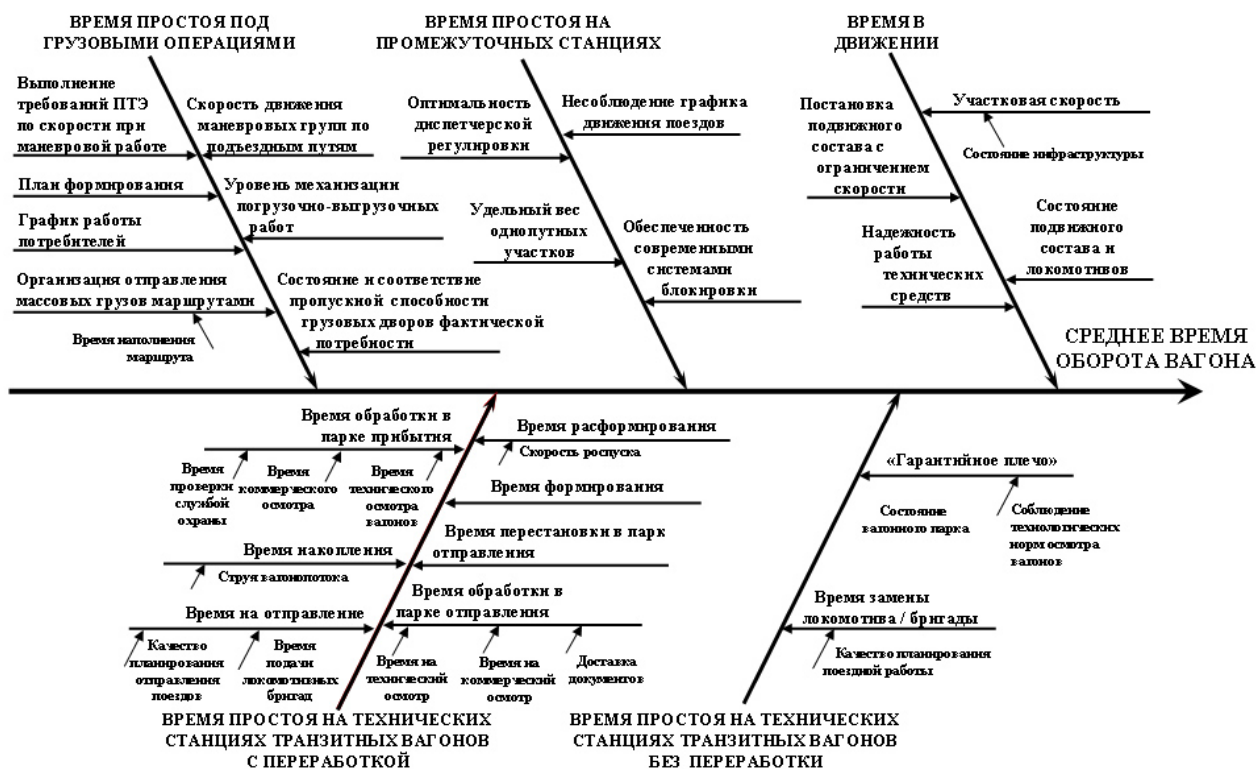 ВРЕМЯ ПРОСТОЯ ПОД
ГРУЗОВЫМИ ОПЕРАЦИЯМИ
ВРЕМЯ ПРОСТОЯ НА
ПРОМЕЖУТОЧНЫХ СТАНЦИЯХ
ВРЕМЯ В
ДВИЖЕНИИ
Выполнение
требований ПТЭ
по скорости при
маневровой работе
Скорость движения
маневровых групп по
подъездным путям
План формирования
Уровень механизации
погрузочно-выгрузочных
работ
График работы
потребителей
Организация отправления
массовых грузов маршрутами
Время наполнения
маршрута
Состояние и соответствие
пропускной способности
грузовых дворов фактической
потребности
Оптимальность
диспетчерской
регулировки
Несоблюдение графика
движения поездов
Удельный вес
однопутных
участков
Обеспеченность
современными
системами
блокировки
Постановка
подвижного
состава с
ограничением
скорости
Участковая скорость
Состояние инфраструктуры
Надежность
работы
технических
средств
Состояние
подвижного
состава и
локомотивов
СРЕДНЕЕ ВРЕМЯ
ОБОРОТА ВАГОНА
Время обработки в
парке прибытия
Время
проверки
службой
охраны
Время
коммерческого
осмотра
Время
технического
осмотра
вагонов
Время расформирования
Скорость роспуска
Время формирования
Время накопления
Струя вагонопотока
Время перестановки в парк
отправления
Время на отправление
Качество
планирования
отправления
поездов
Время
подачи
локомотивных
бригад
Время обработки в
парке отправления
Время на
технический
осмотр
Время на
коммерческий
осмотр
Доставка
документов
«Гарантийное плечо»
Состояние
вагонного парка
Соблюдение
технологических
норм осмотра
вагонов
Время замены
локомотива / бригады
Качество планирования
поездной работы
ВРЕМЯ ПРОСТОЯ НА ТЕХНИЧЕСКИХ
СТАНЦИЯХ ТРАНЗИТНЫХ ВАГОНОВ
С ПЕРЕРАБОТКОЙ
ВРЕМЯ ПРОСТОЯ НА ТЕХНИЧЕСКИХ
СТАНЦИЯХ ТРАНЗИТНЫХ ВАГОНОВ
БЕЗ ПЕРЕРАБОТКИ